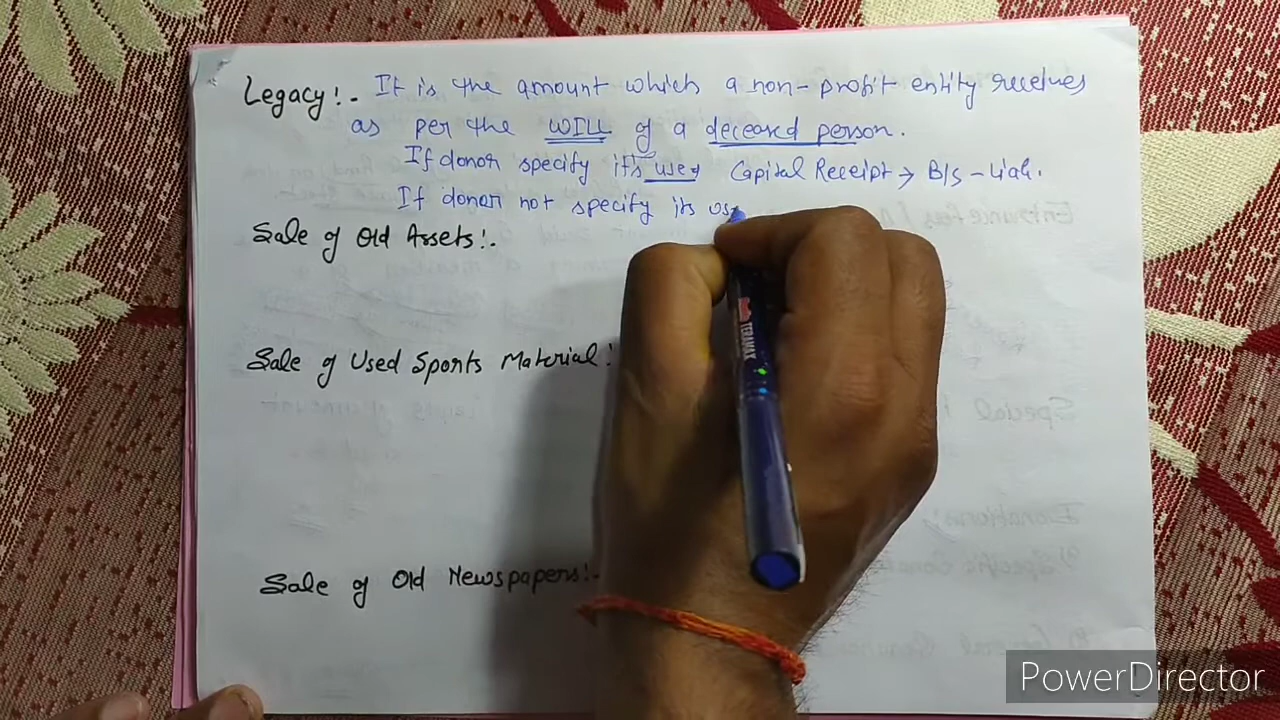 Legacy:- It is the amount which a non-profit entity receives
as per the WILL of a deceased person.
If donor specify it's used Capital Receipt → B/S - Liab.
If donor not specify its us
Sale of Old Assets:-
Sale of Used Sports Material:
Sale of Old Newspapers:-
TERAMAX
PowerDirector